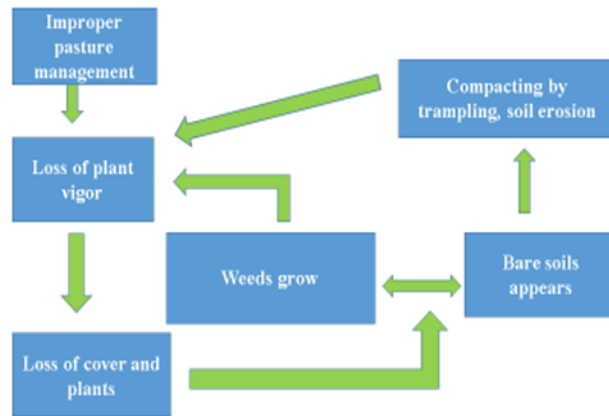 Improper
pasture
management
Compacting by
trampling, soil erosion
Loss of plant
vigor
Weeds grow
Bare soils
appears
Loss of cover and
plants